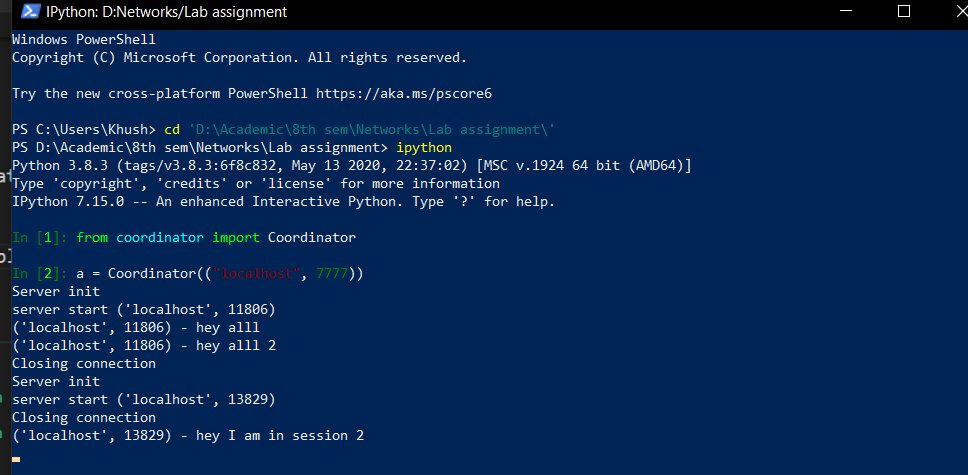 IPython: D:Networks/Lab assignment
Windows PowerShell
Copyright (C) Microsoft Corporation. All rights reserved.
Try the new cross-platform PowerShell https://aka.ms/pscore6
PS C:\Users\Khush> cd 'D:\Academic\8th sem\Networks\Lab assignment\'
PS D:\Academic\8th sem\Networks\Lab assignment> ipython
Python 3.8.3 (tags/v3.8.3:6f8c832, May 13 2020, 22:37:02) [MSC v.1924 64 bit (AMD64)]
Type 'copyright', 'credits' or 'license' for more information
IPython 7.15.0 -- An enhanced Interactive Python. Type '?' for help.
In [1]: from coordinator import Coordinator
In [2]: a = Coordinator(("localhost", 7777))
Server init
server start ('localhost', 11806)
('localhost', 11806) - hey alll
('localhost', 11806) - hey alll 2
Closing connection
Server init
server start ('localhost', 13829)
Closing connection
('localhost', 13829) - hey I am in session 2